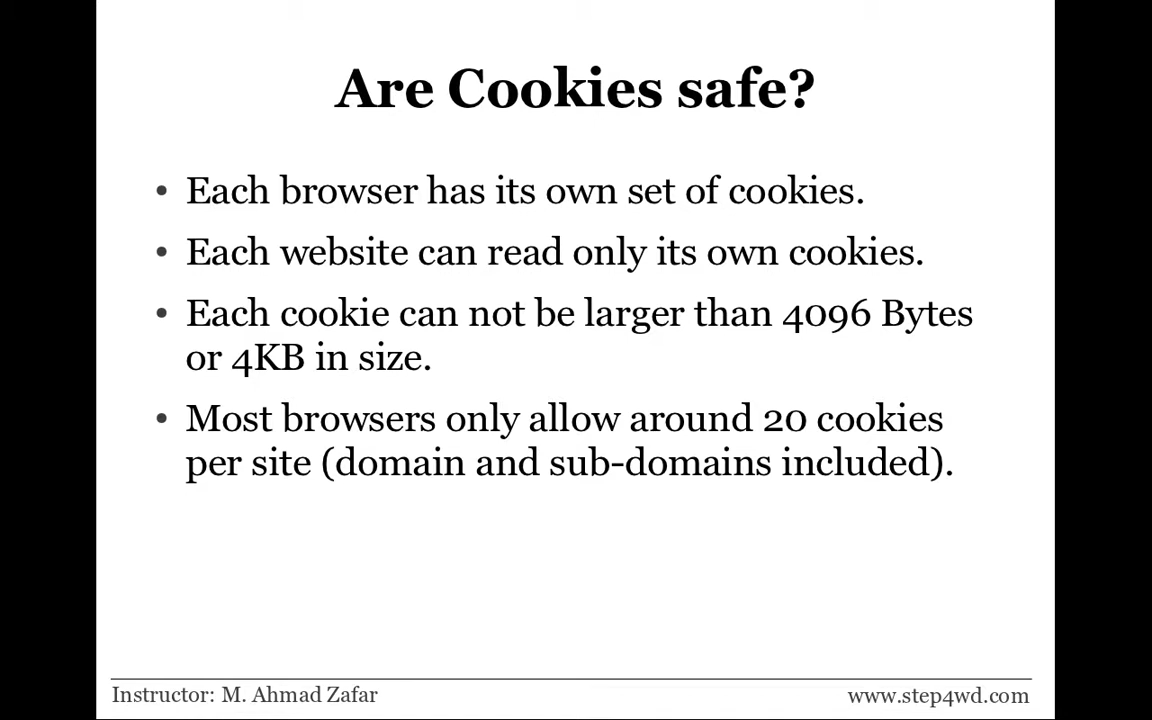 Are Cookies safe?
• Each browser has its own set of cookies.
• Each website can read only its own cookies.
• Each cookie can not be larger than 4096 Bytes
or 4KB in size.
• Most browsers only allow around 20 cookies
per site (domain and sub-domains included).
Instructor: M. Ahmad Zafar
www.step4wd.com